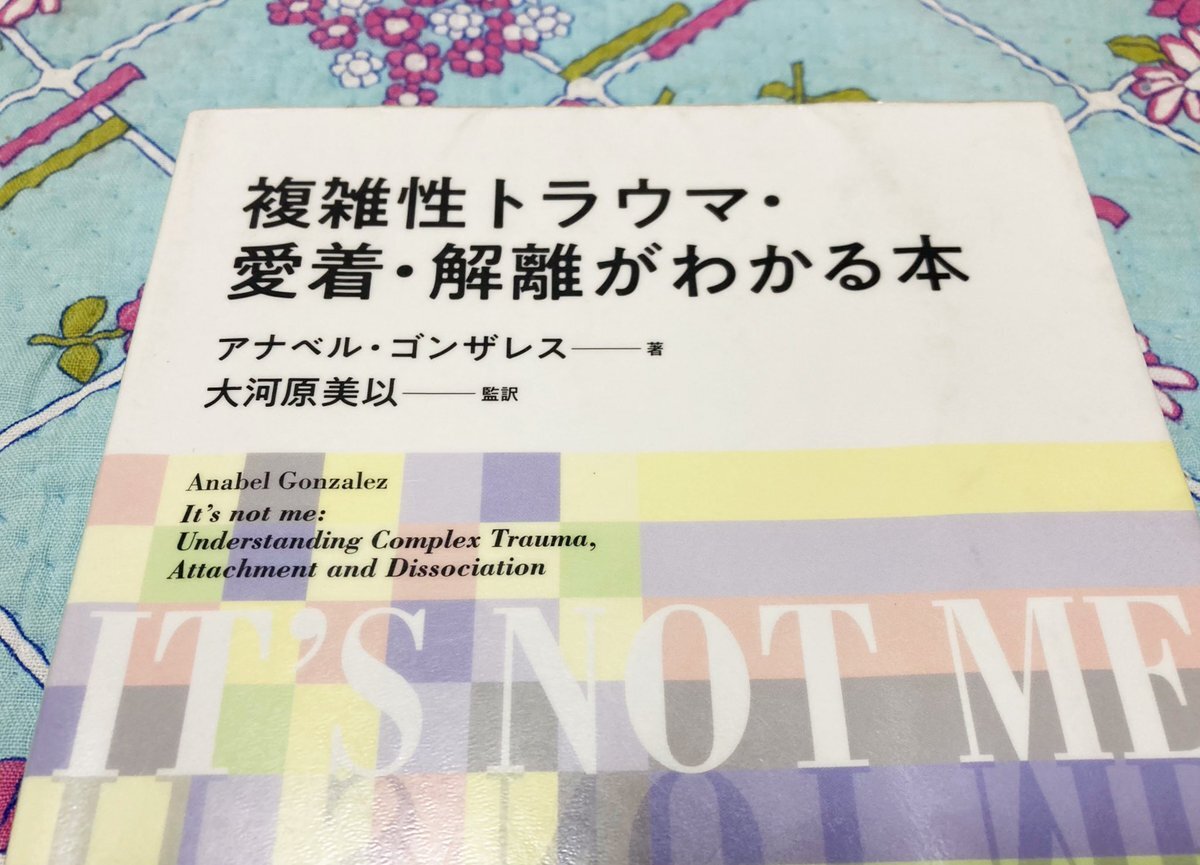 複雑性トラウマ・
愛着・解離がわかる本
アナベル・ゴンザレス――著
大河原美以――監訳
Anabel Gonzalez
It's not me:
Understanding Complex Trauma,
Attachment and Dissociation
IT'S NOT ME